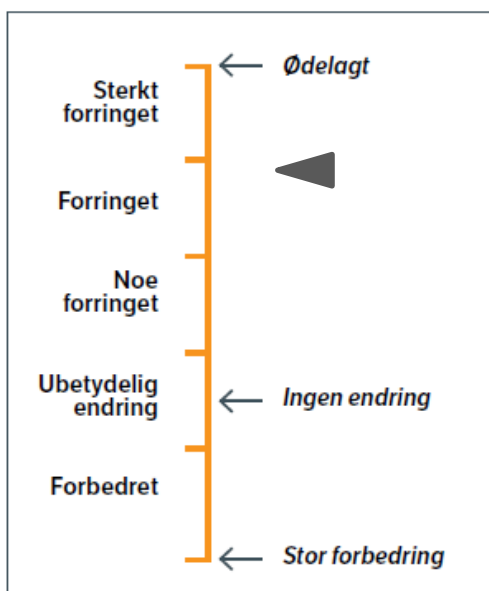 Ødelagt
Sterkt
forringet
Forringet
Noe
forringet
Ubetydelig
endring
Ingen endring
Forbedret
Stor forbedring